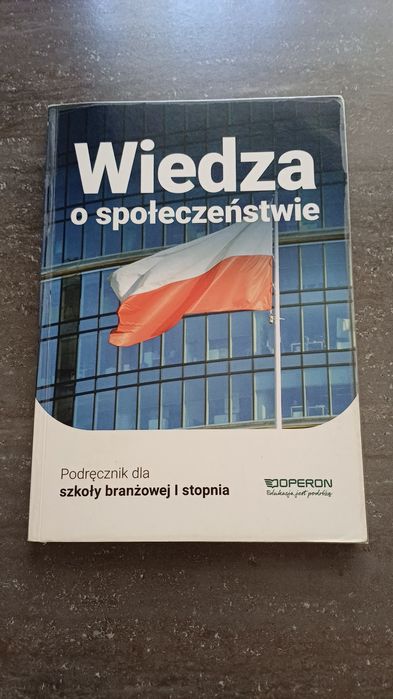 Wiedza
o społeczeństwie
Podręcznik dla
szkoły branżowej I stopnia
OPERON
Edukacja jest podróżą